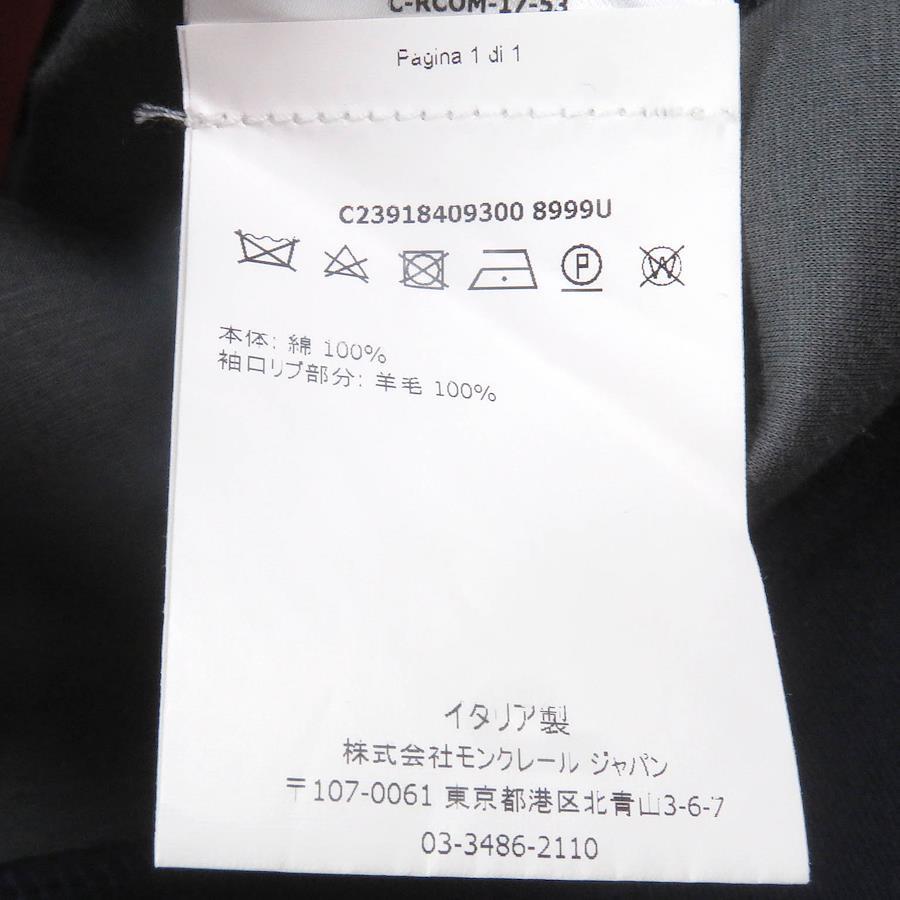 C-RCOM-17-53
Pagina 1 di 1
C23918409300 8999U
P
W
本体: 綿 100%
袖口リブ部分: 羊毛 100%
イタリア製
株式会社モンクレール ジャパン
〒107-0061 東京都港区北青山3-6-7
03-3486-2110